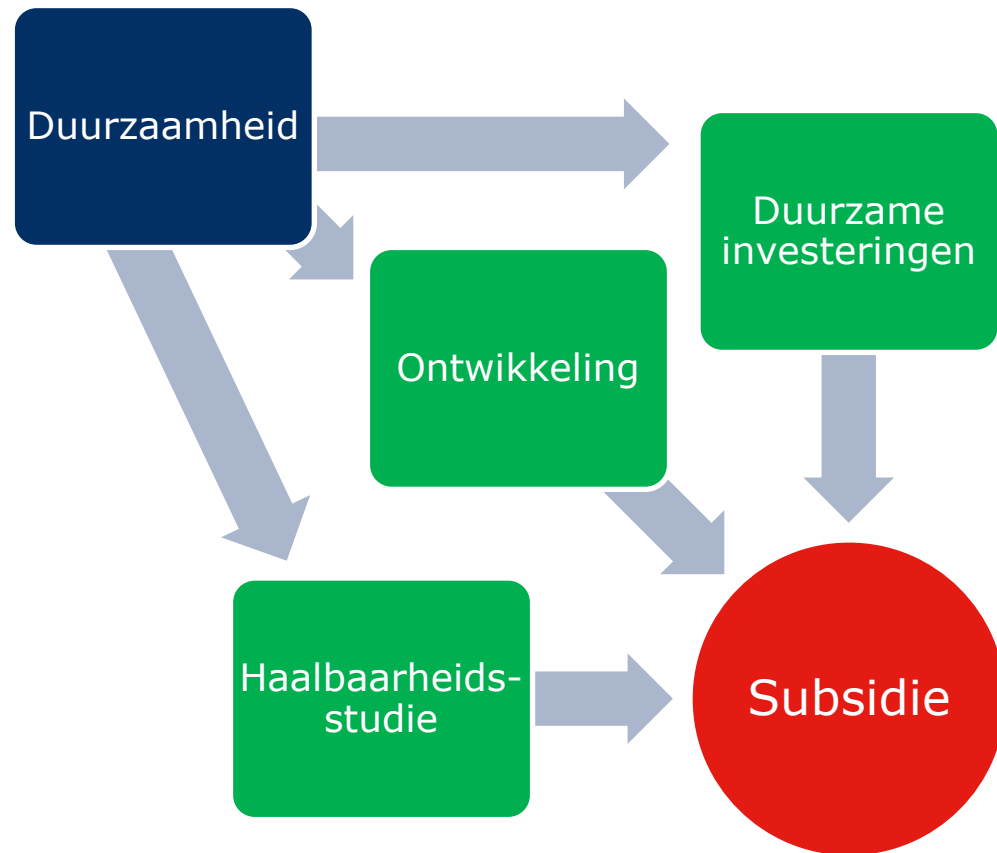 Duurzaamheid
Duurzame
investeringen
Ontwikkeling
Haalbaarheids-
studie
Subsidie